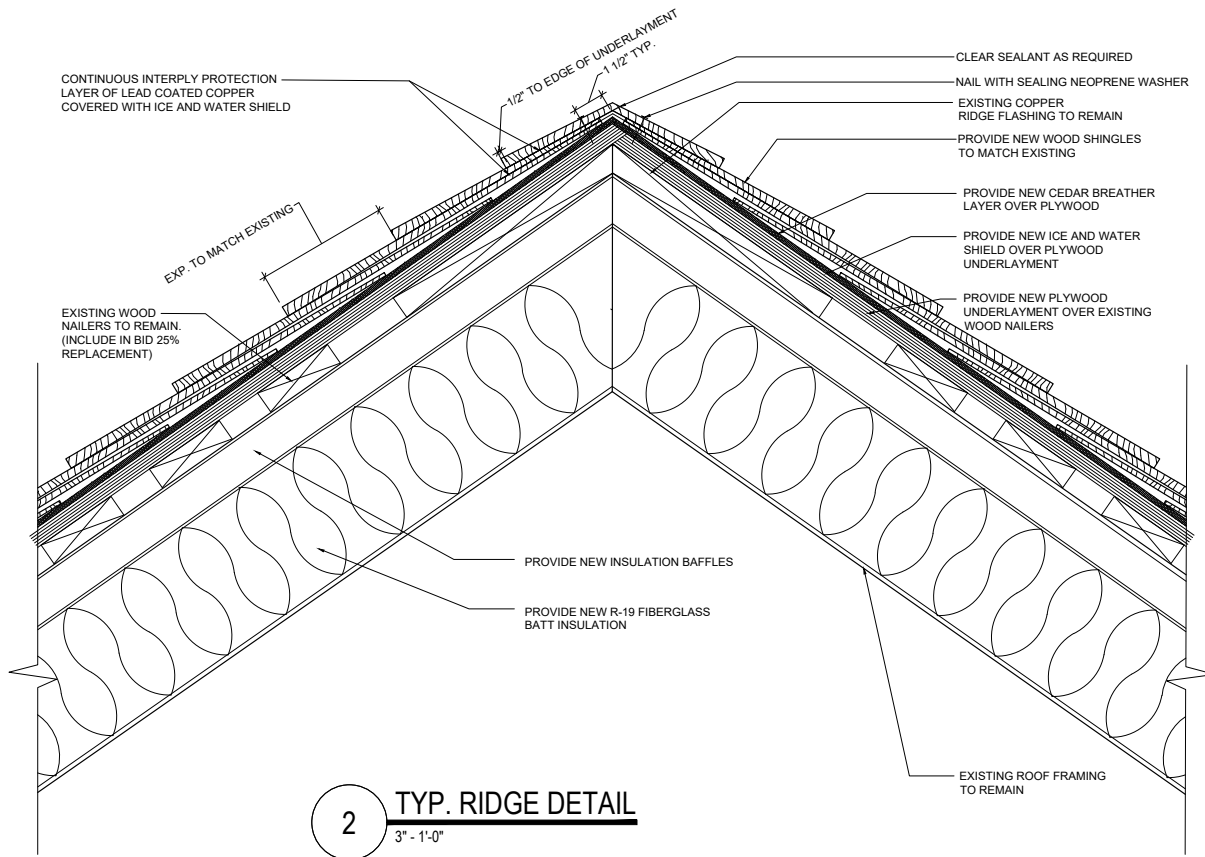 CONTINUOUS INTERPLY PROTECTION
LAYER OF LEAD COATED COPPER
COVERED WITH ICE AND WATER SHIELD
1/2" TO EDGE OF UNDERLAYMENT
1 1/2" TYP.
EXP. TO MATCH EXISTING
EXISTING WOOD
NAILERS TO REMAIN.
(INCLUDE IN BID 25%
REPLACEMENT)
CLEAR SEALANT AS REQUIRED
NAIL WITH SEALING NEOPRENE WASHER
EXISTING COPPER
RIDGE FLASHING TO REMAIN
PROVIDE NEW WOOD SHINGLES
TO MATCH EXISTING
PROVIDE NEW CEDAR BREATHER
LAYER OVER PLYWOOD
PROVIDE NEW ICE AND WATER
SHIELD OVER PLYWOOD
UNDERLAYMENT
PROVIDE NEW PLYWOOD
UNDERLAYMENT OVER EXISTING
WOOD NAILERS
PROVIDE NEW INSULATION BAFFLES
PROVIDE NEW R-19 FIBERGLASS
BATT INSULATION
EXISTING ROOF FRAMING
TO REMAIN
2
TYP. RIDGE DETAIL
3" - 1'-0"